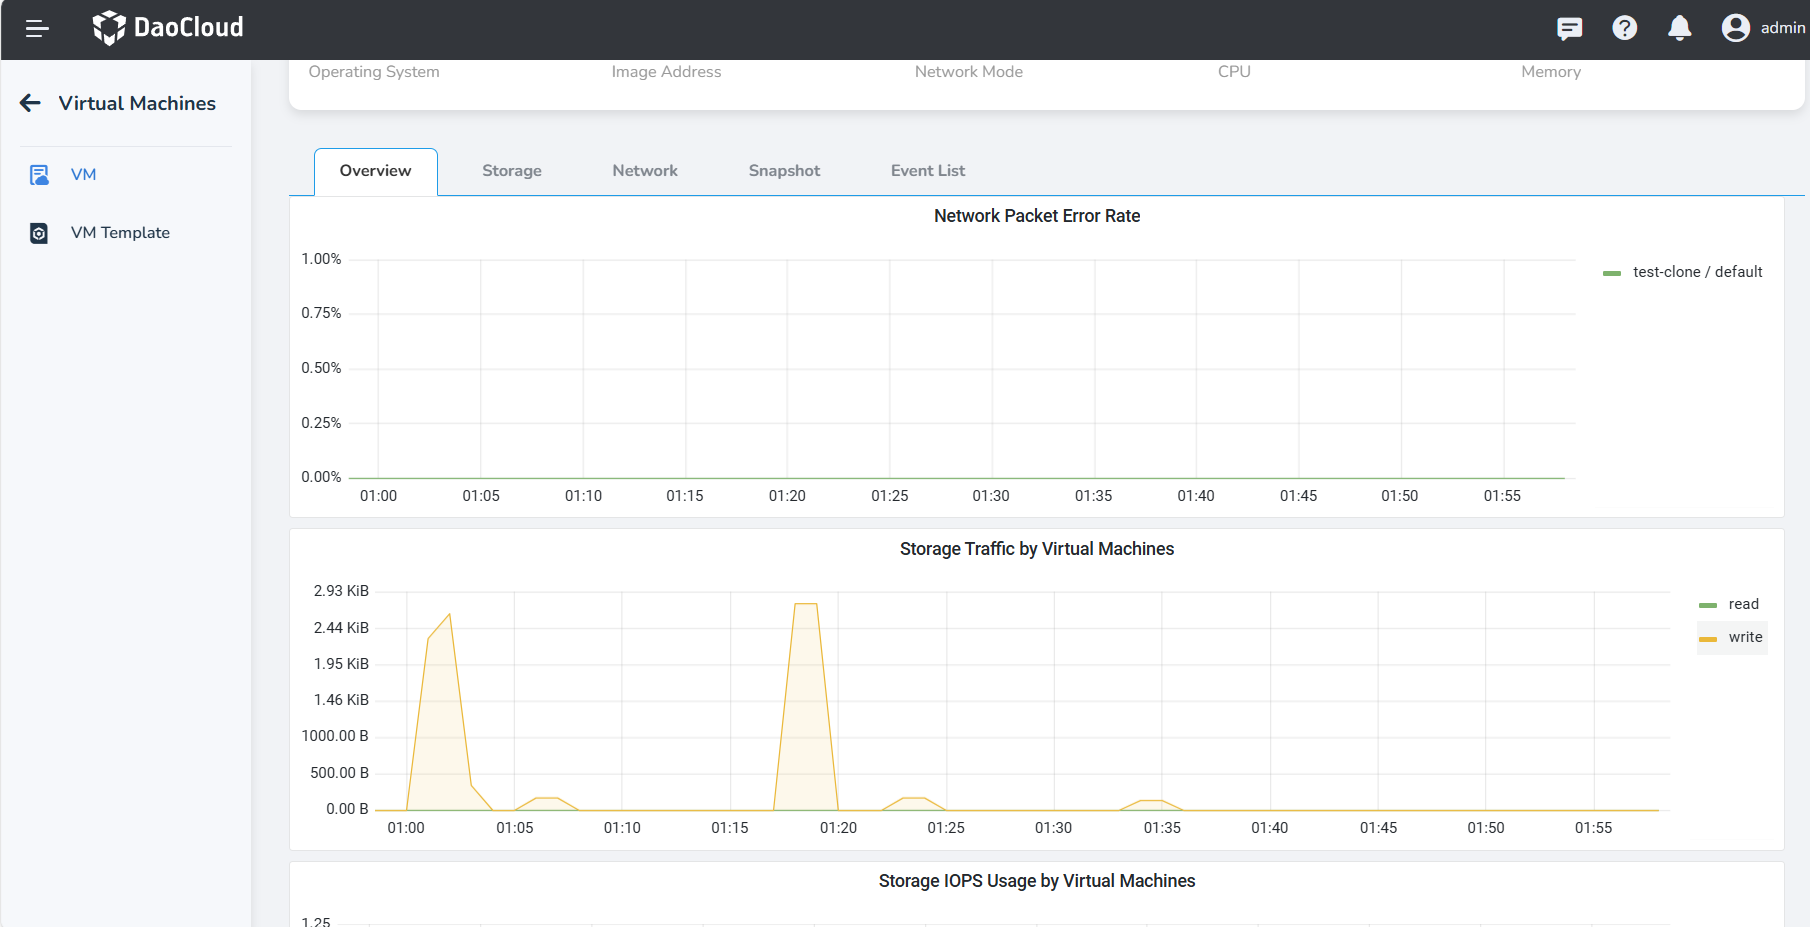 DaoCloud
admin
Virtual Machines
VM
VM Template
Operating System Image Address Network Mode CPU Memory
Overview Storage Network Snapshot Event List
Network Packet Error Rate
1.00%
0.75%
0.50%
0.25%
0.00%
01:00 01:05 01:10 01:15 01:20 01:25 01:30 01:35 01:40 01:45 01:50 01:55
test-clone / default
Storage Traffic by Virtual Machines
2.93 KiB
2.44 KiB
1.95 KiB
1.46 KiB
1000.00 B
500.00 B
0.00 B
01:00 01:05 01:10 01:15 01:20 01:25 01:30 01:35 01:40 01:45 01:50 01:55
read
write
Storage IOPS Usage by Virtual Machines
1.25